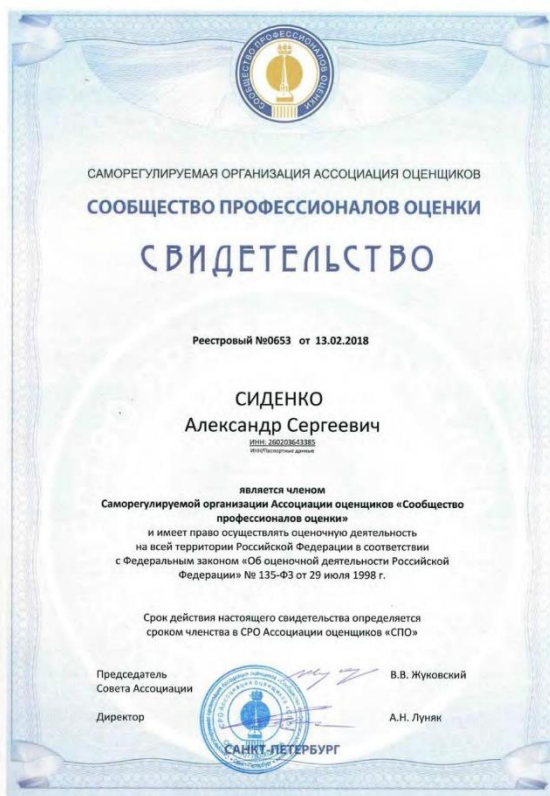 СООБЩЕСТВО ПРОФЕССИОНАЛОВ ОЦЕНКИ
САМОРЕГУЛИРУЕМАЯ ОРГАНИЗАЦИЯ АССОЦИАЦИЯ ОЦЕНЩИКОВ
СООБЩЕСТВО ПРОФЕССИОНАЛОВ ОЦЕНКИ
СВИДЕТЕЛЬСТВО
Реестровый №0653 от 13.02.2018
СИДЕНКО
Александр Сергеевич
ИНН: 260203643385
ИНН/Паспортные данные
является членом
Саморегулируемой организации Ассоциации оценщиков «Сообщество
профессионалов оценки»
и имеет право осуществлять оценочную деятельность
на всей территории Российской Федерации в соответствии
с Федеральным законом «Об оценочной деятельности Российской
Федерации» № 135-ФЗ от 29 июля 1998 г.
Срок действия настоящего свидетельства определяется
сроком членства в СРО Ассоциации оценщиков «СПО»
Председатель
Совета Ассоциации
В.В. Жуковский
Директор
А.Н. Луняк
САНКТ-ПЕТЕРБУРГ